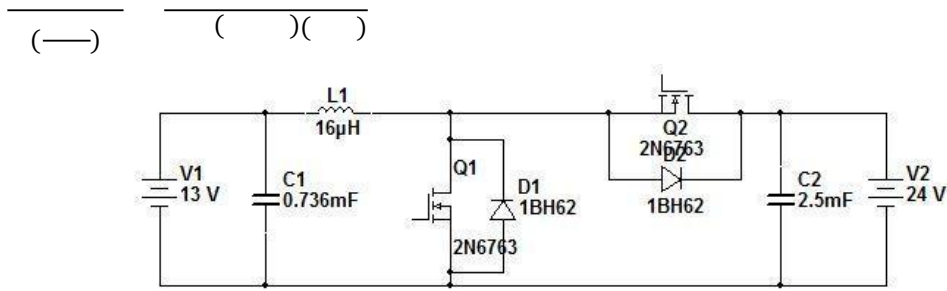 (—)
( )( )
L1
16µH
Q2
2N6763
D2
1BH62
V1
13 V
C1
0.736mF
Q1
D1
1BH62
2N6763
C2
2.5mF
V2
24 V